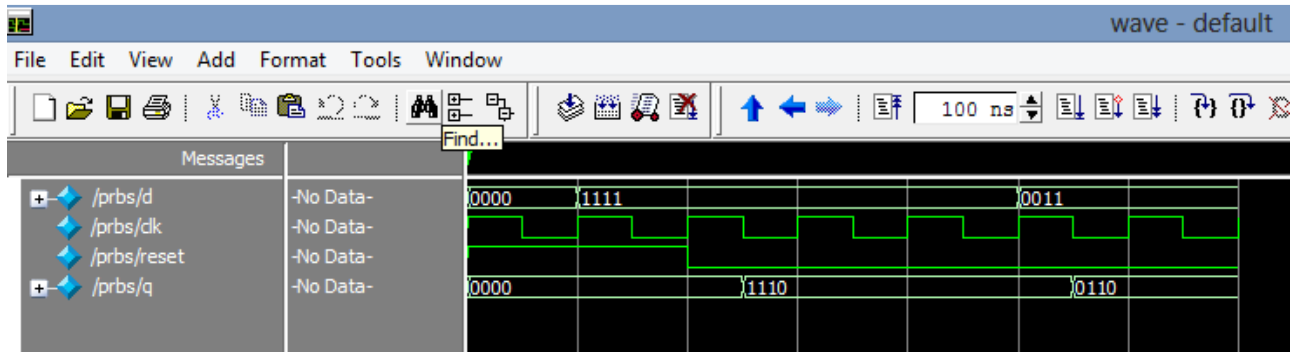 wave - default
File Edit View Add Format Tools Window
100 ns
Find...
Messages
/prbs/d -No Data- 0000 1111 0011
/prbs/clk -No Data-
/prbs/reset -No Data-
/prbs/q -No Data- 0000 1110 0110